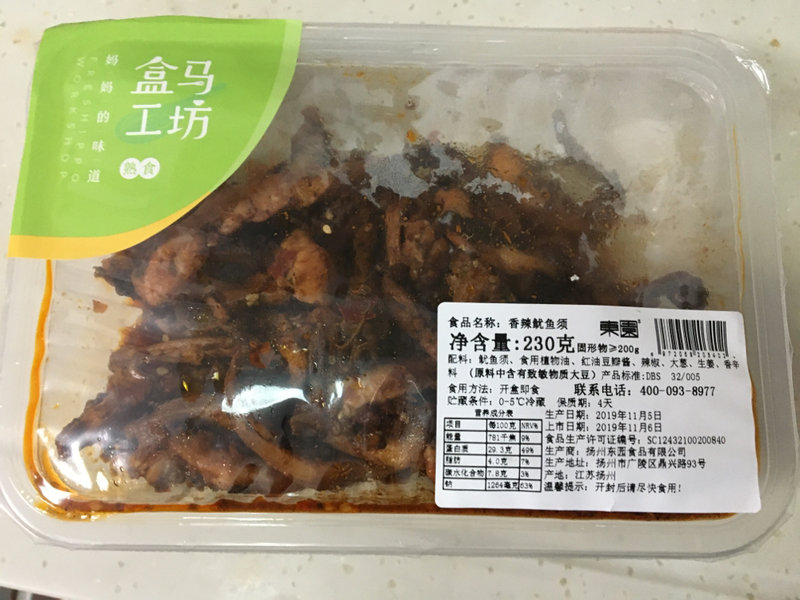 盒马
工坊
熟食
妈妈的味道
FRESHIPPO
WORKSHOP
食品名称：香辣鱿鱼须
東園
净含量:230克 固形物≥200g
配料：鱿鱼须、食用植物油、红油豆瓣酱、辣椒、大葱、生姜、香辛
料 （原料中含有致敏物质大豆）产品标准:DBS 32/005
食用方法：开盒即食 联系电话：400-093-8977
贮藏条件：0-5℃冷藏 保质期：4天
营养成分表
项目 每100克 NRV%
能量 781千焦 9%
蛋白质 29.3克 49%
脂肪 4.0克 7%
碳水化合物 7.8克 3%
钠 1264毫克 63%
生产日期：2019年11月5日
上市日期：2019年11月6日
食品生产许可证编号：SC12432100200840
生产商：扬州东园食品有限公司
生产地址：扬州市广陵区鼎兴路93号
产地：江苏扬州
温馨提示：开封后请尽快食用！